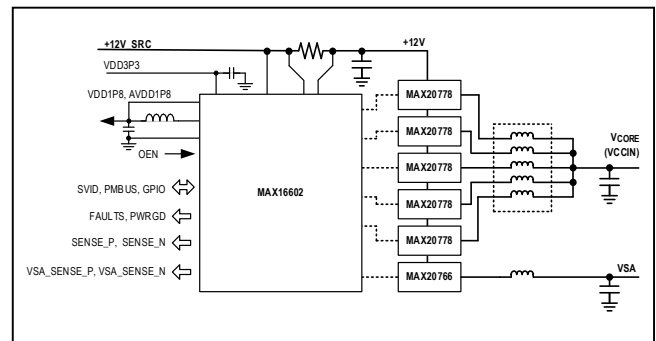 +12V_SRC
+12V
VDD3P3
VDD1P8, AVDD1P8
OEN
SVID, PMBUS, GPIO
FAULTS, PWRGD
SENSE_P, SENSE_N
VSA_SENSE_P, VSA_SENSE_N
MAX16602
MAX20778
MAX20778
MAX20778
MAX20778
MAX20778
MAX20766
VCORE
(VCCIN)
VSA